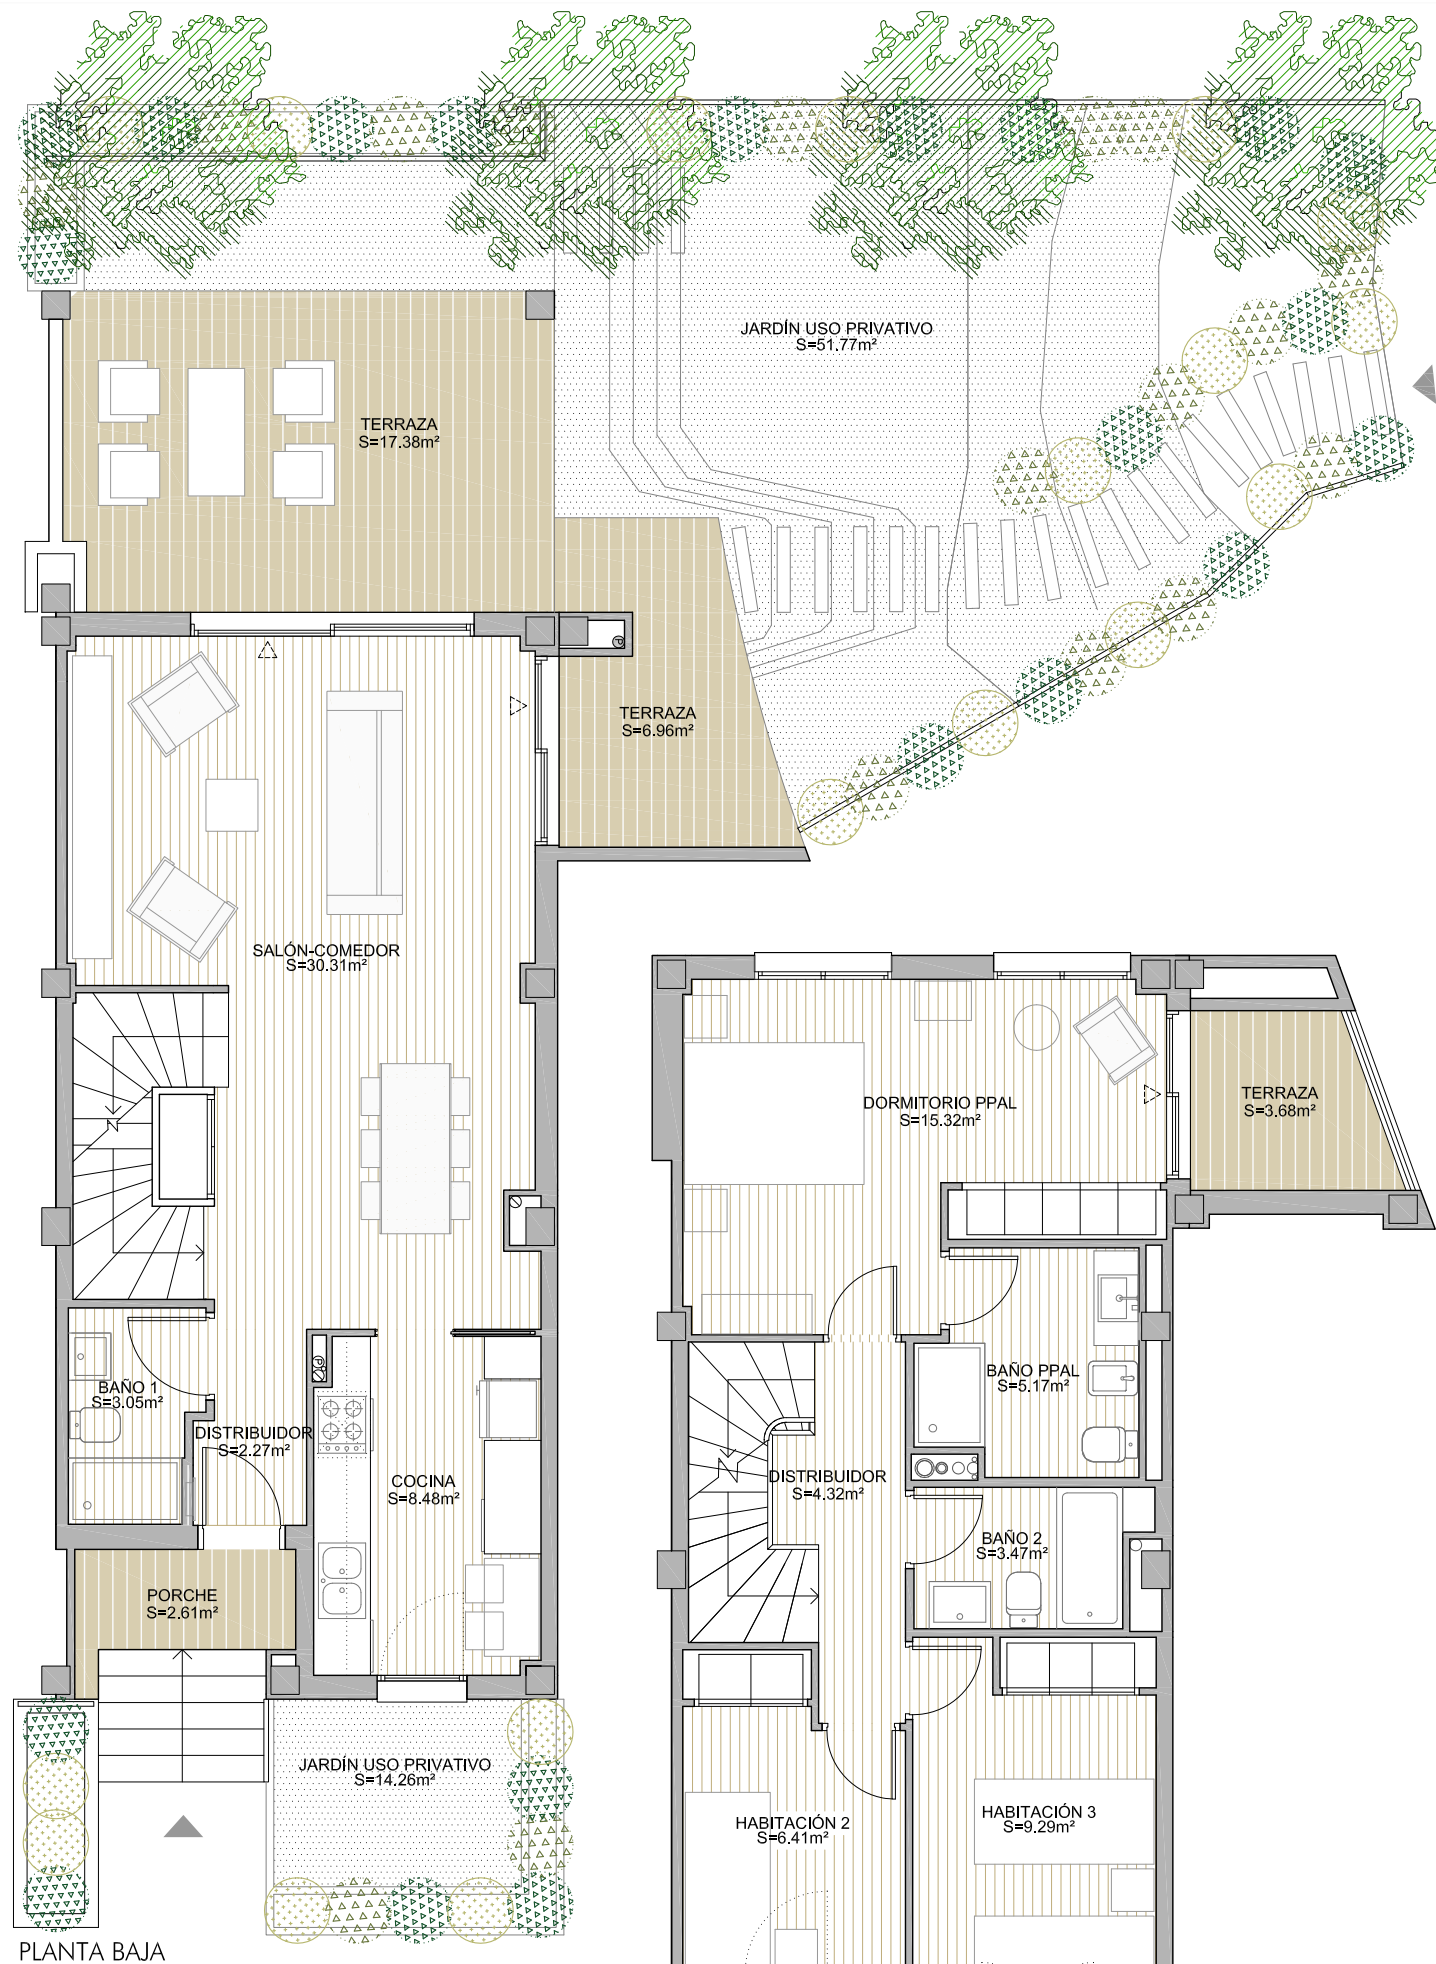 JARDÍN USO PRIVATIVO
S=51.77m²
TERRAZA
S=17.38m²
TERRAZA
S=6.96m²
SALÓN-COMEDOR
S=30.31m²
DORMITORIO PPAL
S=15.32m²
TERRAZA
S=3.68m²
BAÑO 1
S=3.05m²
DISTRIBUIDOR
S=2.27m²
COCINA
S=8.48m²
BAÑO PPAL
S=5.17m²
DISTRIBUIDOR
S=4.32m²
BAÑO 2
S=3.47m²
PORCHE
S=2.61m²
JARDÍN USO PRIVATIVO
S=14.26m²
HABITACIÓN 2
S=6.41m²
HABITACIÓN 3
S=9.29m²
PLANTA BAJA